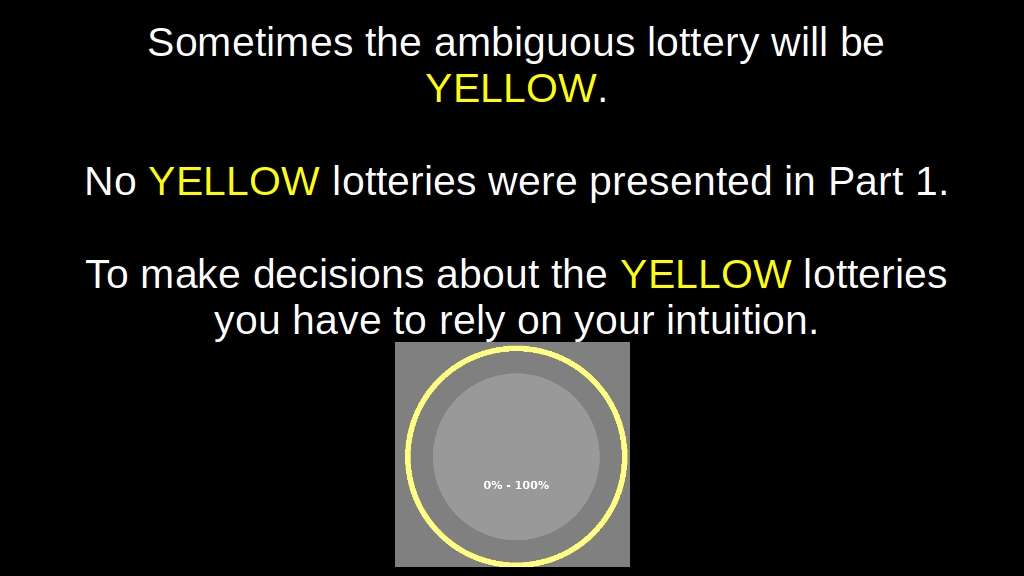 Sometimes the ambiguous lottery will be
YELLOW.
No YELLOW lotteries were presented in Part 1.
To make decisions about the YELLOW lotteries
you have to rely on your intuition.
0% - 100%